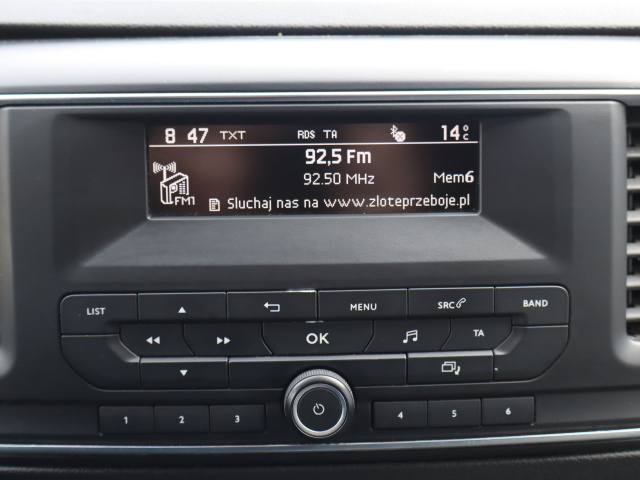 8 47 TXT RDS TA 14°C
92,5 Fm
92.50 MHz Mem6
FM1
Sluchaj nas na www.zloteprzeboje.pl
LIST MENU SRC BAND
OK TA
1 2 3 4 5 6